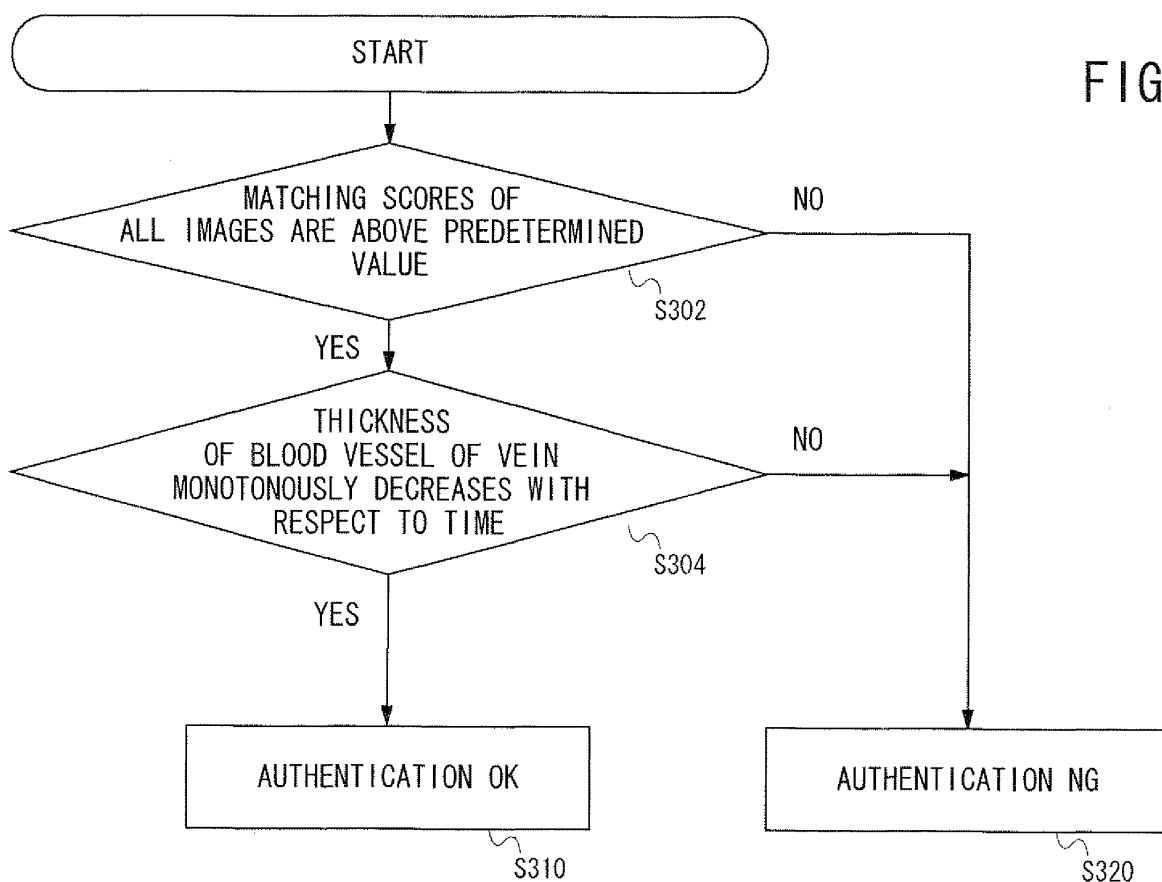 START
FIG
MATCHING SCORES OF
ALL IMAGES ARE ABOVE PREDETERMINED
VALUE
NO
S302
YES
THICKNESS
OF BLOOD VESSEL OF VEIN
MONOTONOUSLY DECREASES WITH
RESPECT TO TIME
NO
S304
YES
AUTHENTICATION OK
AUTHENTICATION NG
S310
S320